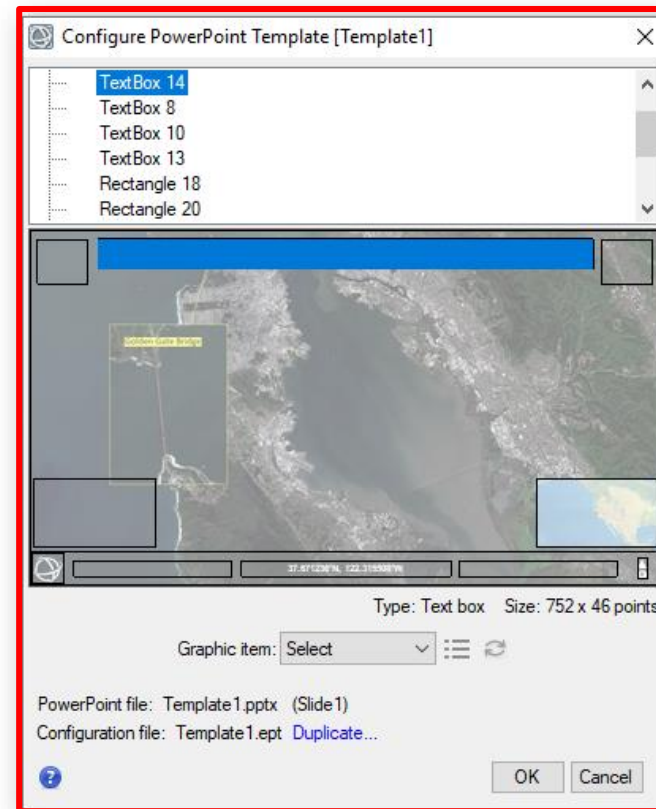 Configure PowerPoint Template [Template1]
TextBox 14
TextBox 8
TextBox 10
TextBox 13
Rectangle 18
Rectangle 20
Golden Gate Bridge
37.671236°N, 122.315508°W
Type: Text box Size: 752 x 46 points
Graphic item: Select
PowerPoint file: Template1.pptx (Slide1)
Configuration file: Template1.ept Duplicate...
OK Cancel